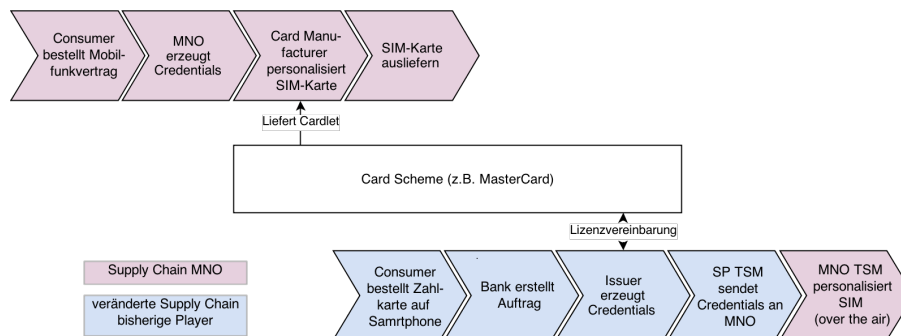 Consumer
bestellt Mobil-
funkvertrag
MNO
erzeugt
Credentials
Card Manu-
facturer
personalisiert
SIM-Karte
SIM-Karte
ausliefern
Liefert Cardlet
Card Scheme (z.B. MasterCard)
Lizenzvereinbarung
Supply Chain MNO
veränderte Supply Chain
bisherige Player
Consumer
bestellt Zahl-
karte auf
Samrtphone
Bank erstellt
Auftrag
Issuer
erzeugt
Credentials
SP TSM
sendet
Credentials an
MNO
MNO TSM
personalisiert
SIM
(over the air)